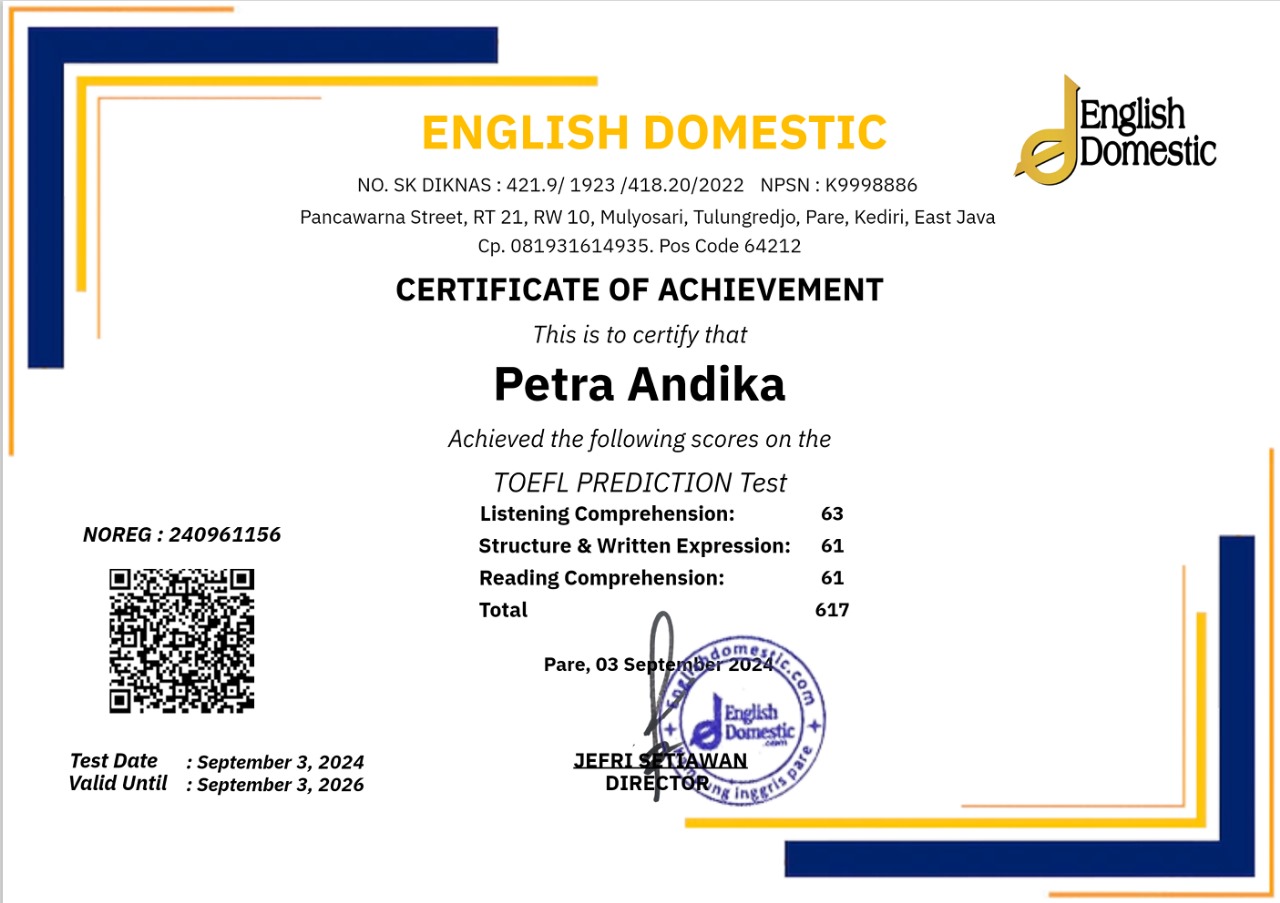 ENGLISH DOMESTIC
English
Domestic
NO. SK DIKNAS : 421.9/ 1923 /418.20/2022 NPSN : K9998886
Pancawarna Street, RT 21, RW 10, Mulyosari, Tulungredjo, Pare, Kediri, East Java
Cp. 081931614935. Pos Code 64212
CERTIFICATE OF ACHIEVEMENT
This is to certify that
Petra Andika
Achieved the following scores on the
TOEFL PREDICTION Test
Listening Comprehension: 63
Structure & Written Expression: 61
Reading Comprehension: 61
Total 617
NOREG : 240961156
Pare, 03 September 2024
Englishdomestic.com
English
Domestic
.com
kampung inggris pare
JEFRI SETIAWAN
DIRECTOR
Test Date : September 3, 2024
Valid Until : September 3, 2026